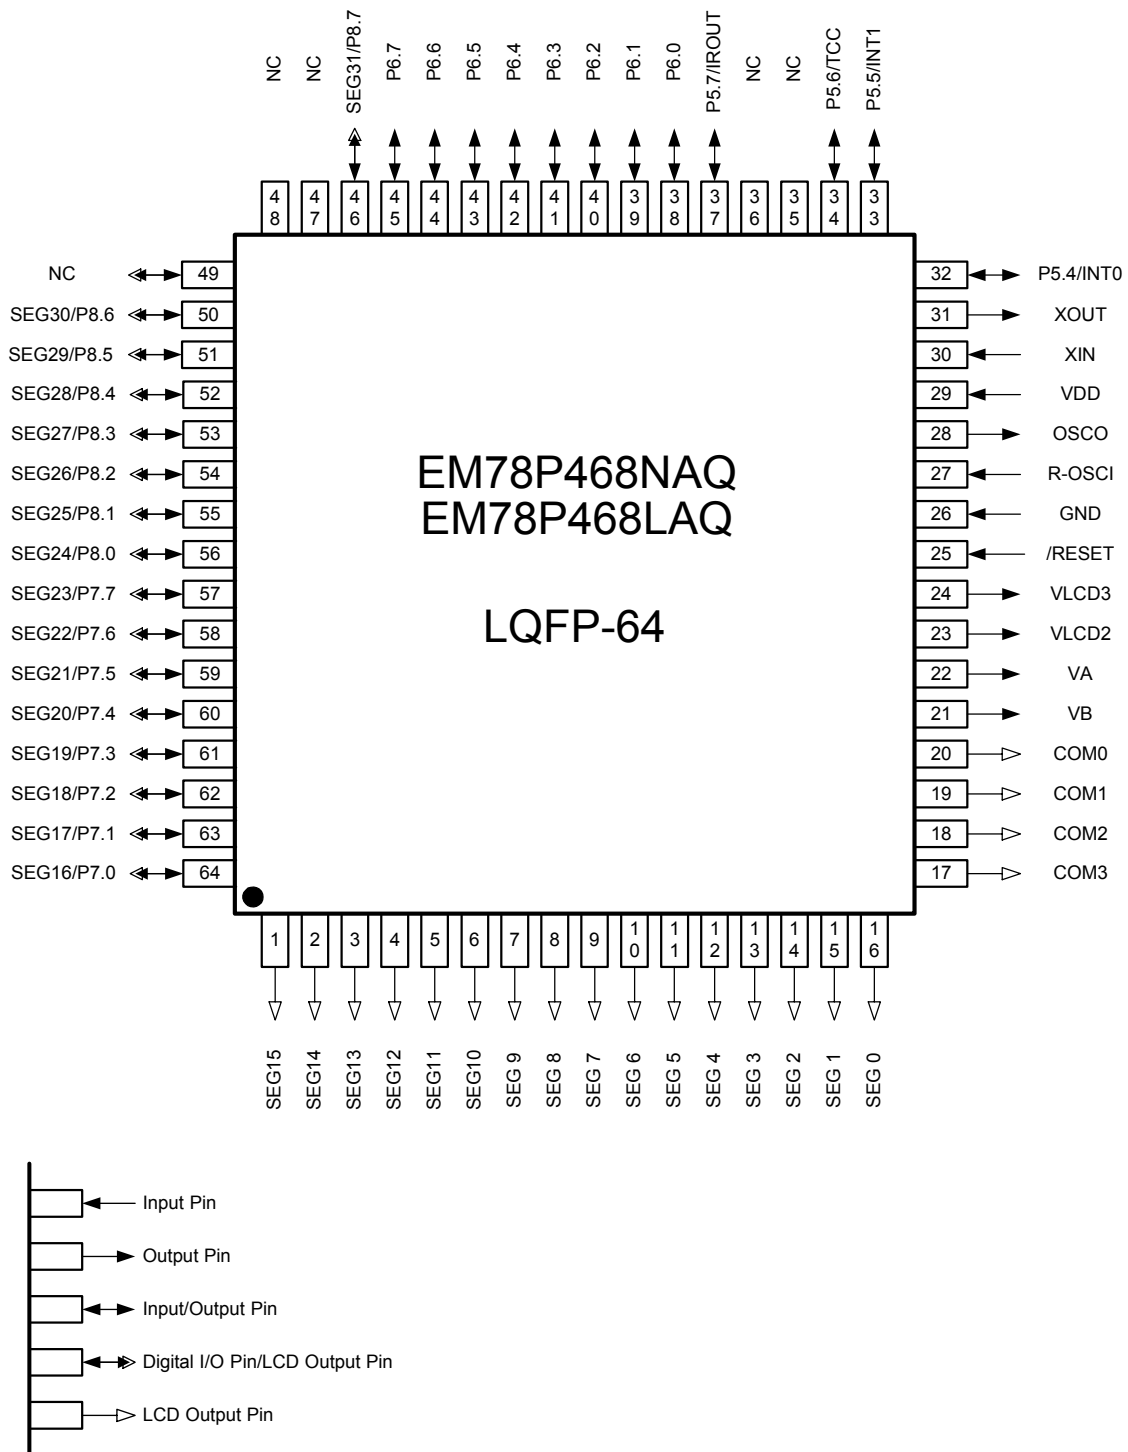 NC
NC
SEG31/P8.7
P6.7
P6.6
P6.5
P6.4
P6.3
P6.2
P6.1
P6.0
P5.7/IROUT
NC
NC
P5.6/TCC
P5.5/INT1
48
47
46
45
44
43
42
41
40
39
38
37
36
35
34
33
NC 49
SEG30/P8.6 50
SEG29/P8.5 51
SEG28/P8.4 52
SEG27/P8.3 53
SEG26/P8.2 54
SEG25/P8.1 55
SEG24/P8.0 56
SEG23/P7.7 57
SEG22/P7.6 58
SEG21/P7.5 59
SEG20/P7.4 60
SEG19/P7.3 61
SEG18/P7.2 62
SEG17/P7.1 63
SEG16/P7.0 64
EM78P468NAQ
EM78P468LAQ
LQFP-64
32 P5.4/INT0
31 XOUT
30 XIN
29 VDD
28 OSCO
27 R-OSCI
26 GND
25 /RESET
24 VLCD3
23 VLCD2
22 VA
21 VB
20 COM0
19 COM1
18 COM2
17 COM3
1
2
3
4
5
6
7
8
9
10
11
12
13
14
15
16
SEG15
SEG14
SEG13
SEG12
SEG11
SEG10
SEG 9
SEG 8
SEG 7
SEG 6
SEG 5
SEG 4
SEG 3
SEG 2
SEG 1
SEG 0
Input Pin
Output Pin
Input/Output Pin
Digital I/O Pin/LCD Output Pin
LCD Output Pin